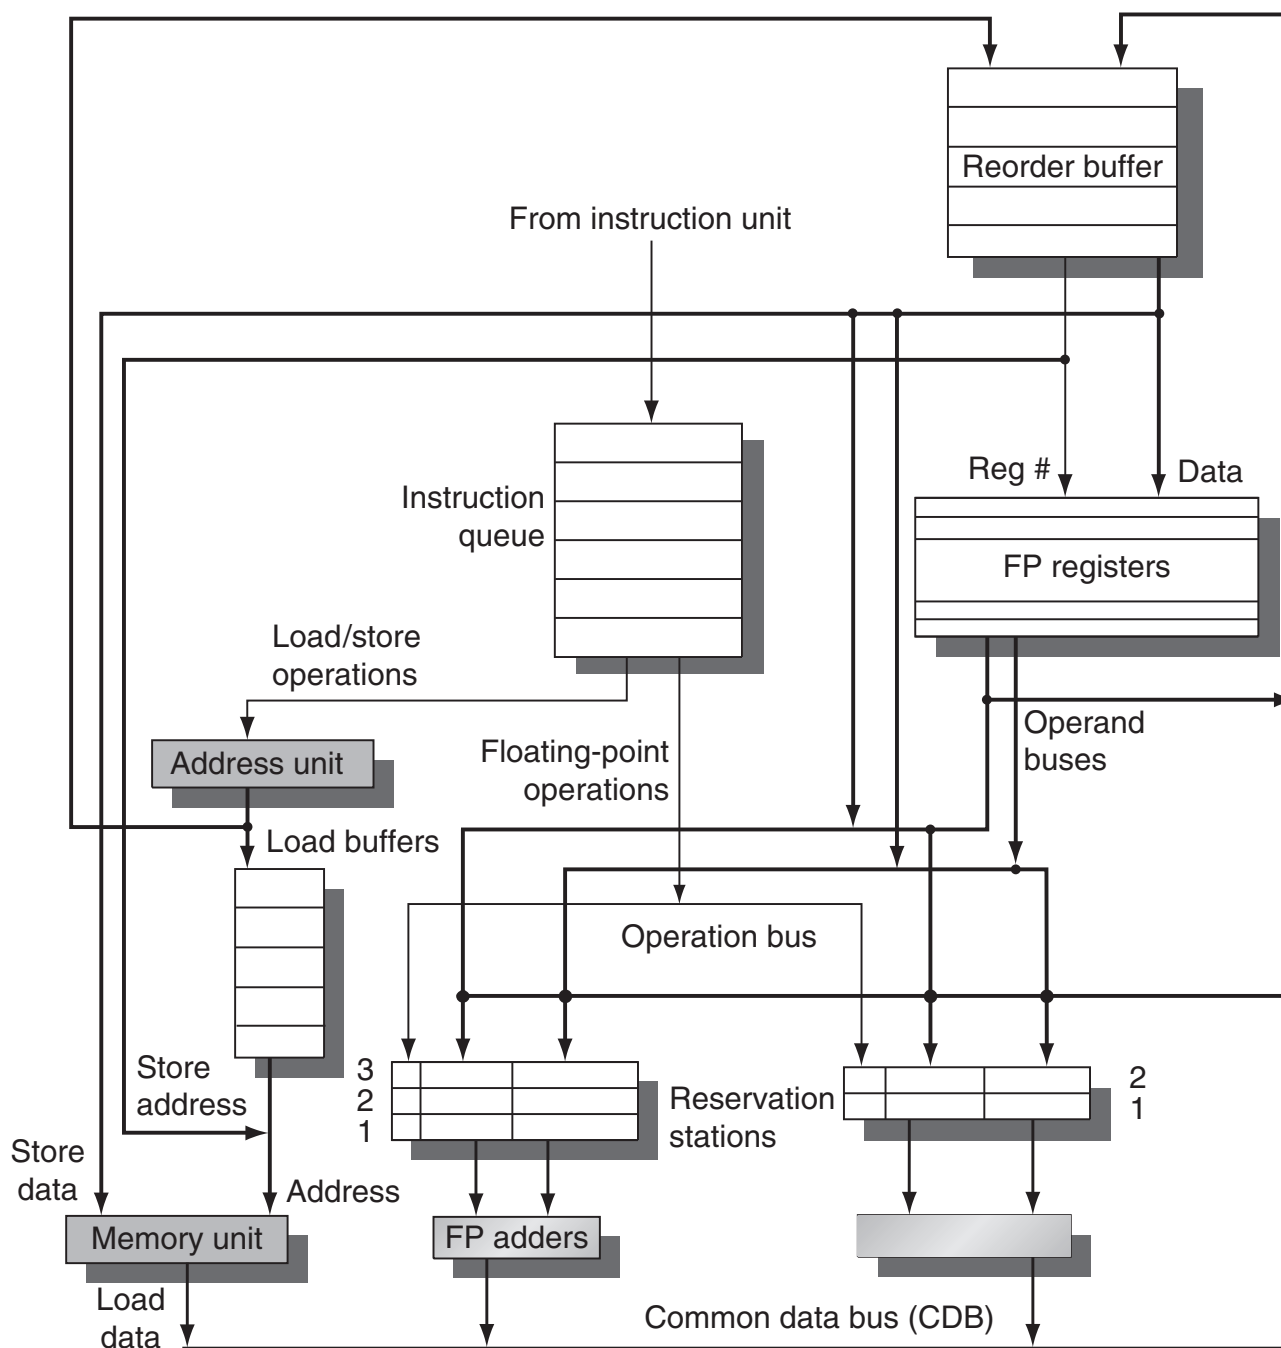 Reorder buffer
From instruction unit
Reg #
Data
Instruction
queue
FP registers
Load/store
operations
Operand
buses
Address unit
Floating-point
operations
Load buffers
Operation bus
Store
address
3
2
1
Reservation
stations
2
1
Store
data
Address
Memory unit
FP adders
Load
data
Common data bus (CDB)